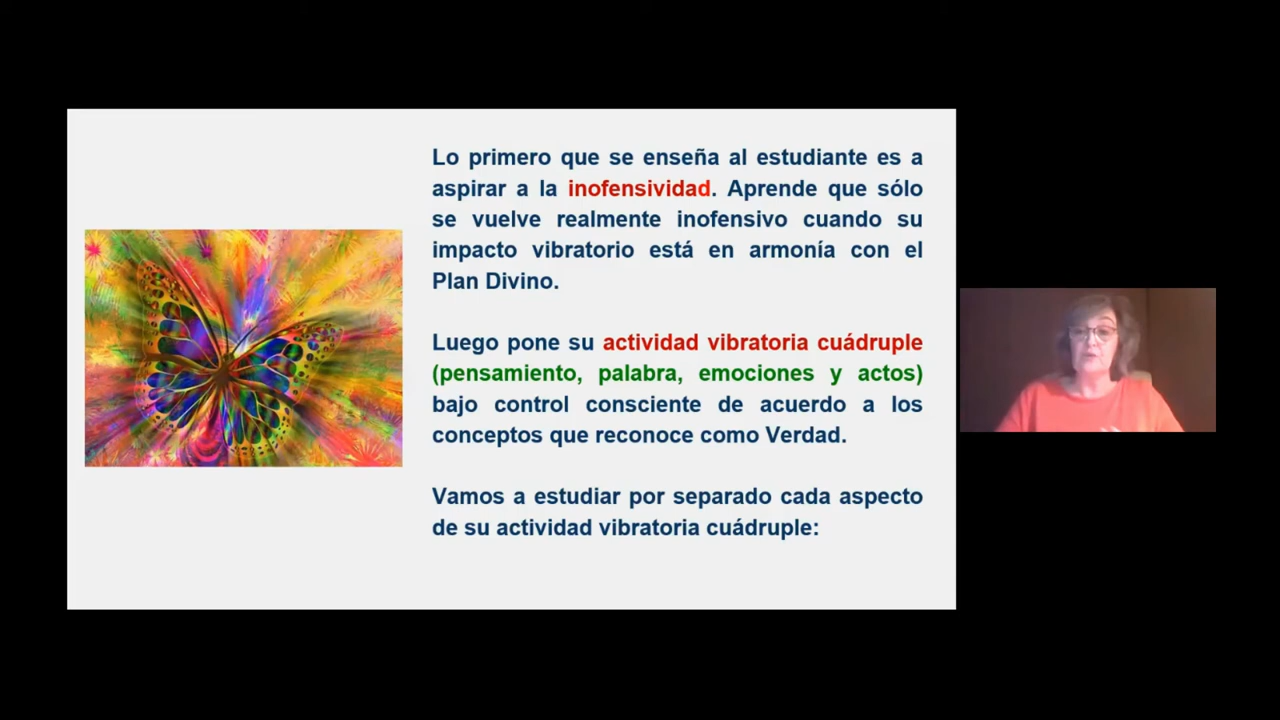 Lo primero que se enseña al estudiante es a
aspirar a la inofensividad. Aprende que sólo
se vuelve realmente inofensivo cuando su
impacto vibratorio está en armonía con el
Plan Divino.
Luego pone su actividad vibratoria cuádruple
(pensamiento, palabra, emociones y actos)
bajo control consciente de acuerdo a los
conceptos que reconoce como Verdad.
Vamos a estudiar por separado cada aspecto
de su actividad vibratoria cuádruple: